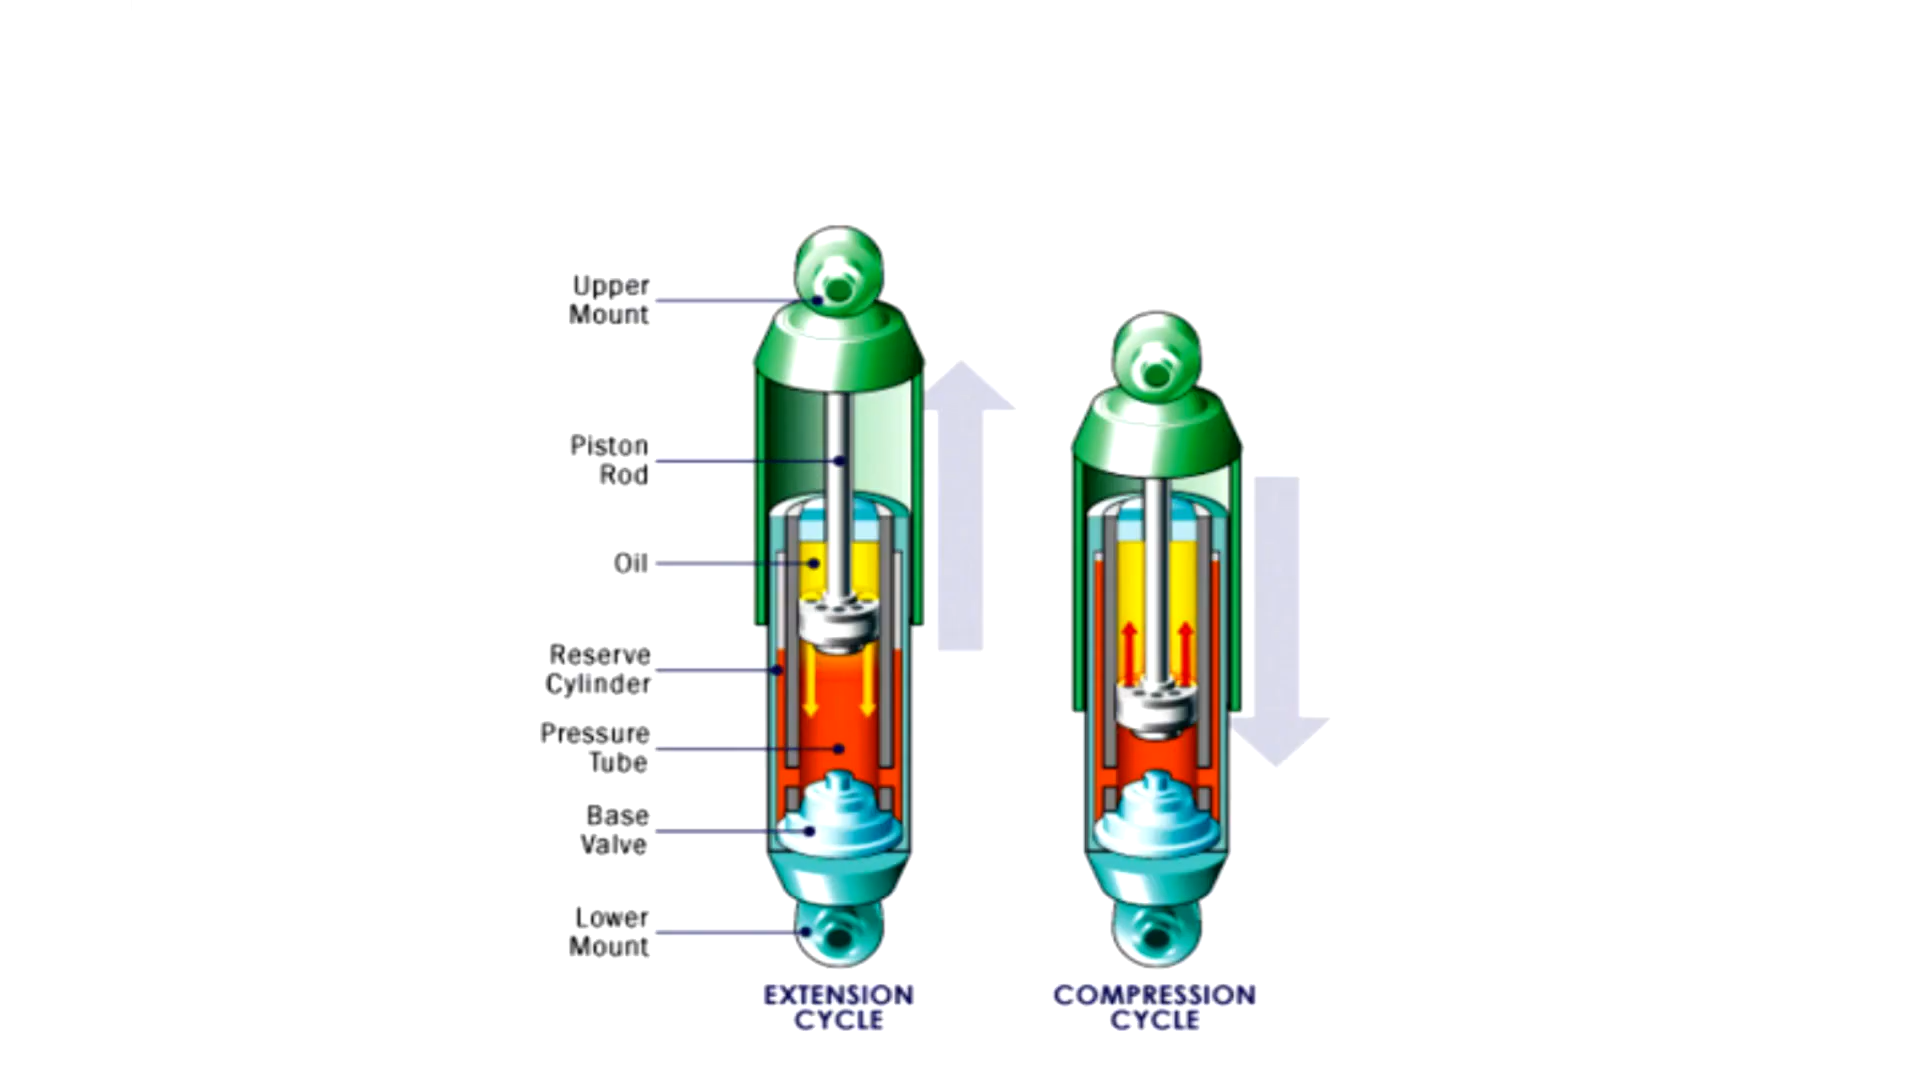 Upper
Mount
Piston
Rod
Oil
Reserve
Cylinder
Pressure
Tube
Base
Valve
Lower
Mount
EXTENSION
CYCLE
COMPRESSION
CYCLE